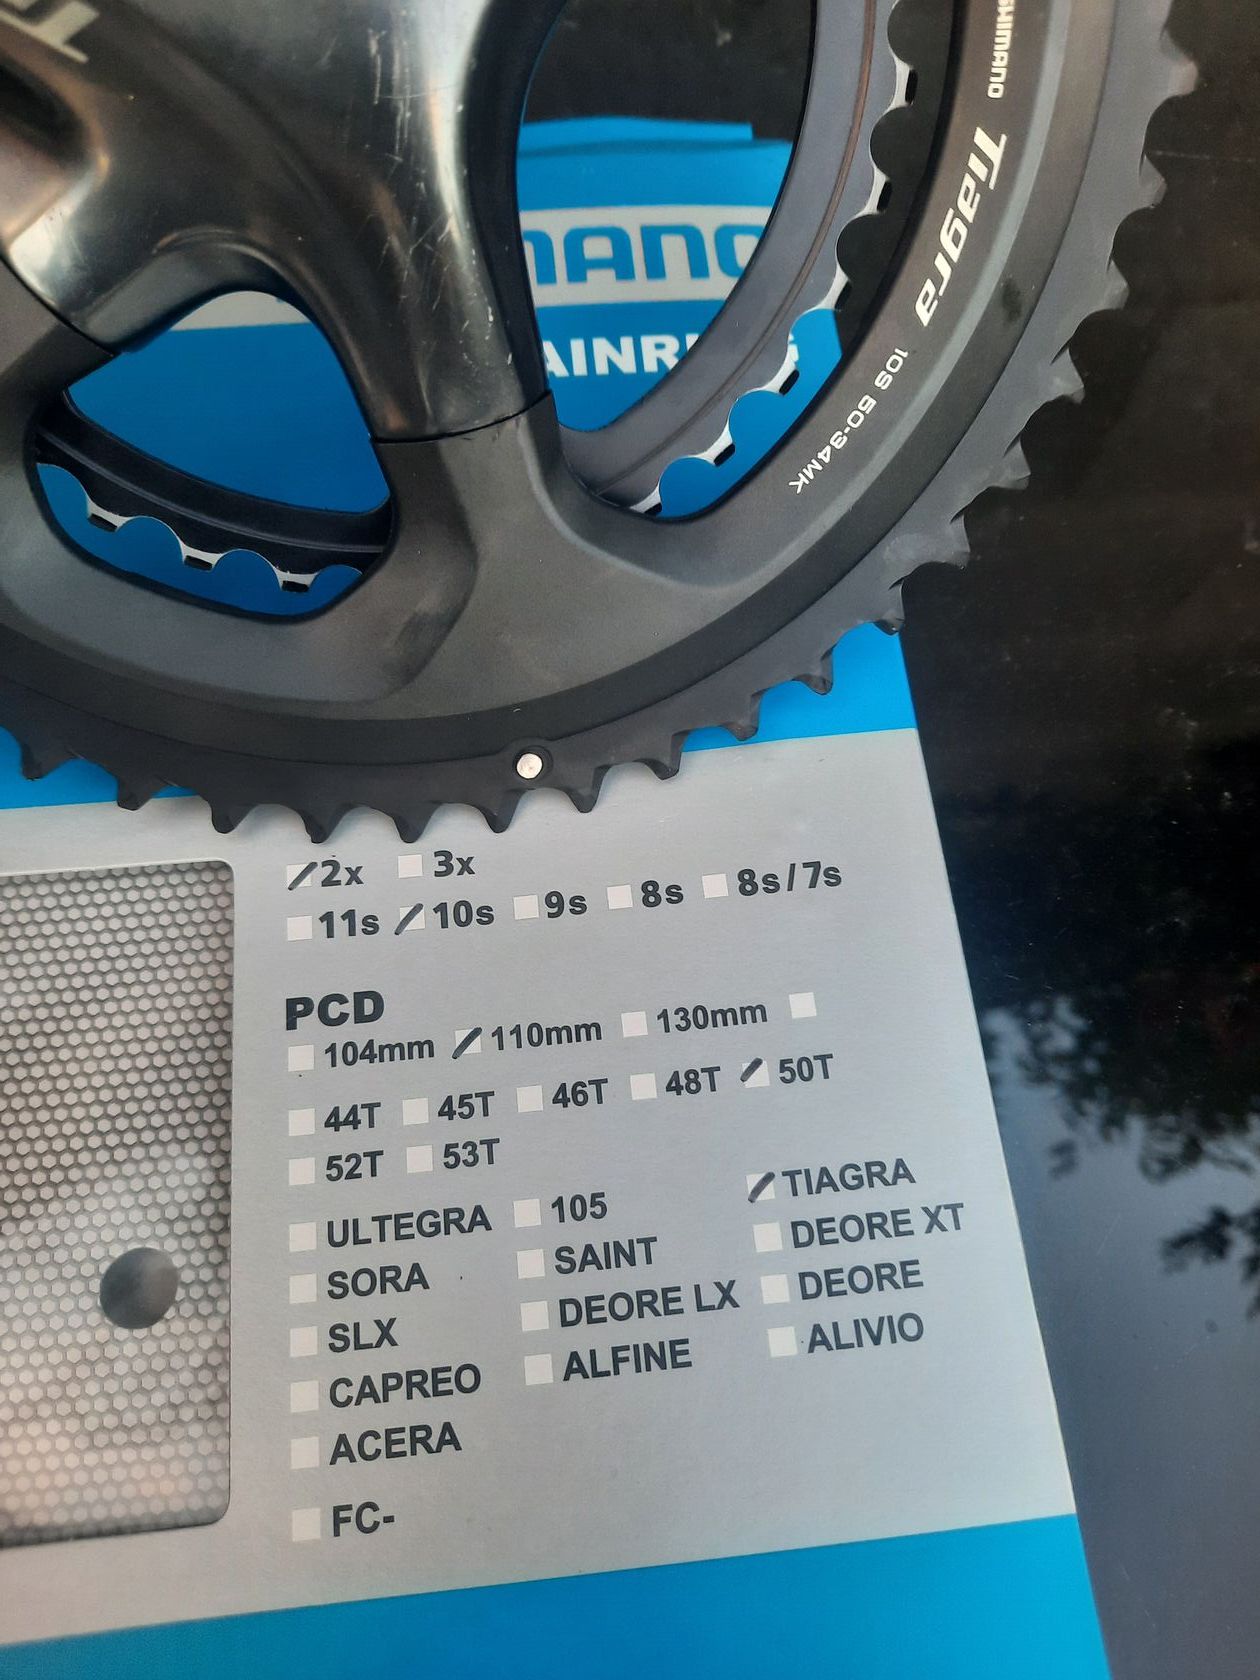 SHIMANO
Tiagra
10S 50-34MK
2x 3x
11s 10s 9s 8s 8s/7s
PCD
104mm 110mm 130mm
44T 45T 46T 48T 50T
52T 53T
ULTEGRA 105 TIAGRA
SORA SAINT DEORE XT
SLX DEORE LX DEORE
CAPREO ALFINE ALIVIO
ACERA
FC-